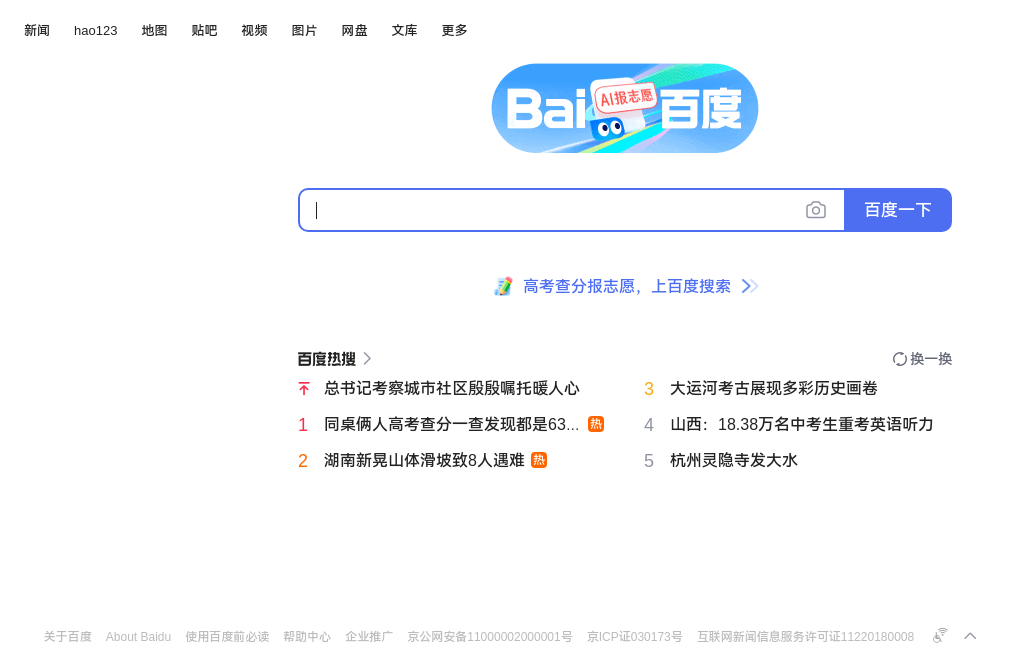 新闻 hao123 地图 贴吧 视频 图片 网盘 文库 更多
Bai 百度
AI报志愿
百度一下
高考查分报志愿，上百度搜索
百度热搜
换一换
总书记考察城市社区殷殷嘱托暖人心
1 同桌俩人高考查分一查发现都是63... 热
2 湖南新晃山体滑坡致8人遇难 热
3 大运河考古展现多彩历史画卷
4 山西：18.38万名中考生重考英语听力
5 杭州灵隐寺发大水
关于百度 About Baidu 使用百度前必读 帮助中心 企业推广 京公网安备11000002000001号 京ICP证030173号 互联网新闻信息服务许可证11220180008